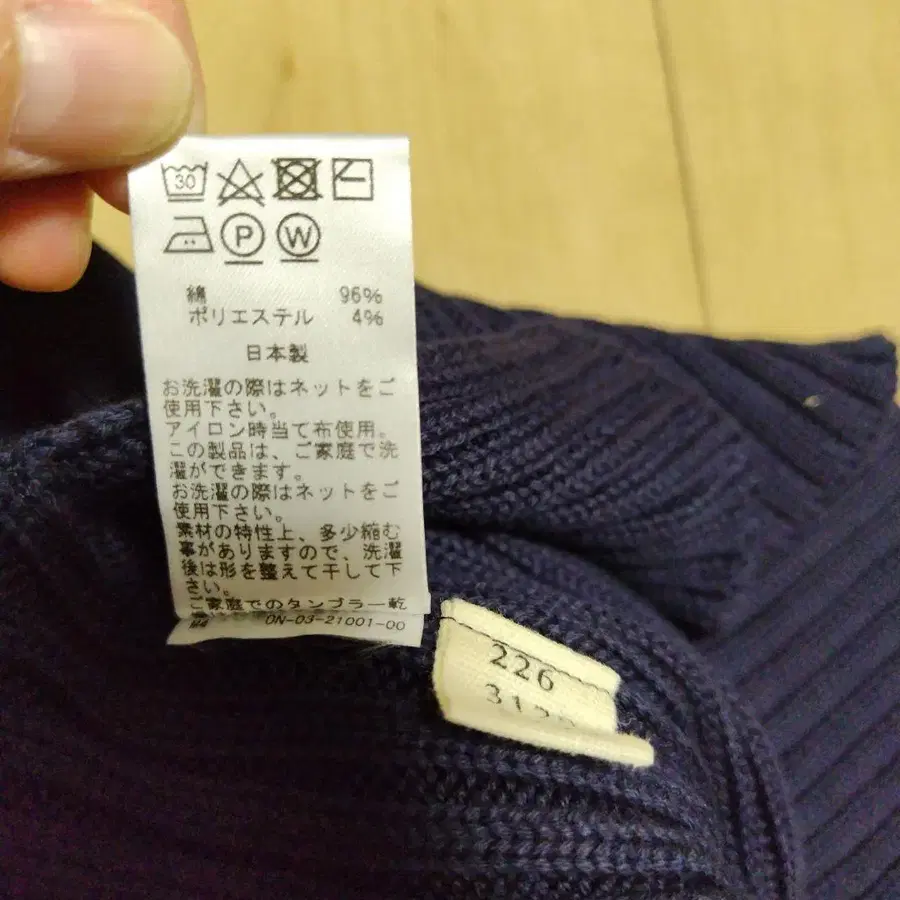 30
P W
綿 96%
ポリエステル 4%
日本製
お洗濯の際はネットをご
使用下さい。
アイロン時当て布使用。
この製品は、ご家庭で洗
濯ができます。
お洗濯の際はネットをご
使用下さい。
素材の特性上、多少縮む
事がありますので、洗濯
後は形を整えて干して下
さい。
ご家庭でのタンブラー乾
0N-03-21001-00
226